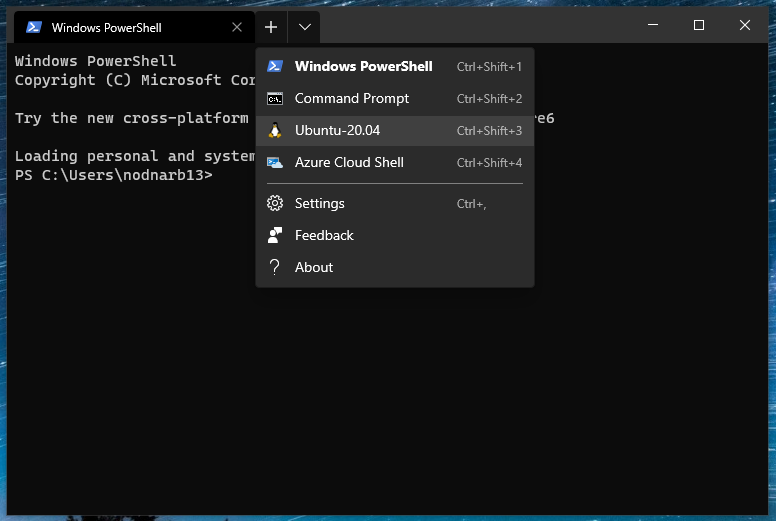 Windows PowerShell
Windows PowerShell
Copyright (C) Microsoft Cor
Try the new cross-platform
e6
Loading personal and system
PS C:\Users\nodnarb13>
Windows PowerShell Ctrl+Shift+1
Command Prompt Ctrl+Shift+2
Ubuntu-20.04 Ctrl+Shift+3
Azure Cloud Shell Ctrl+Shift+4
Settings Ctrl+,
Feedback
About